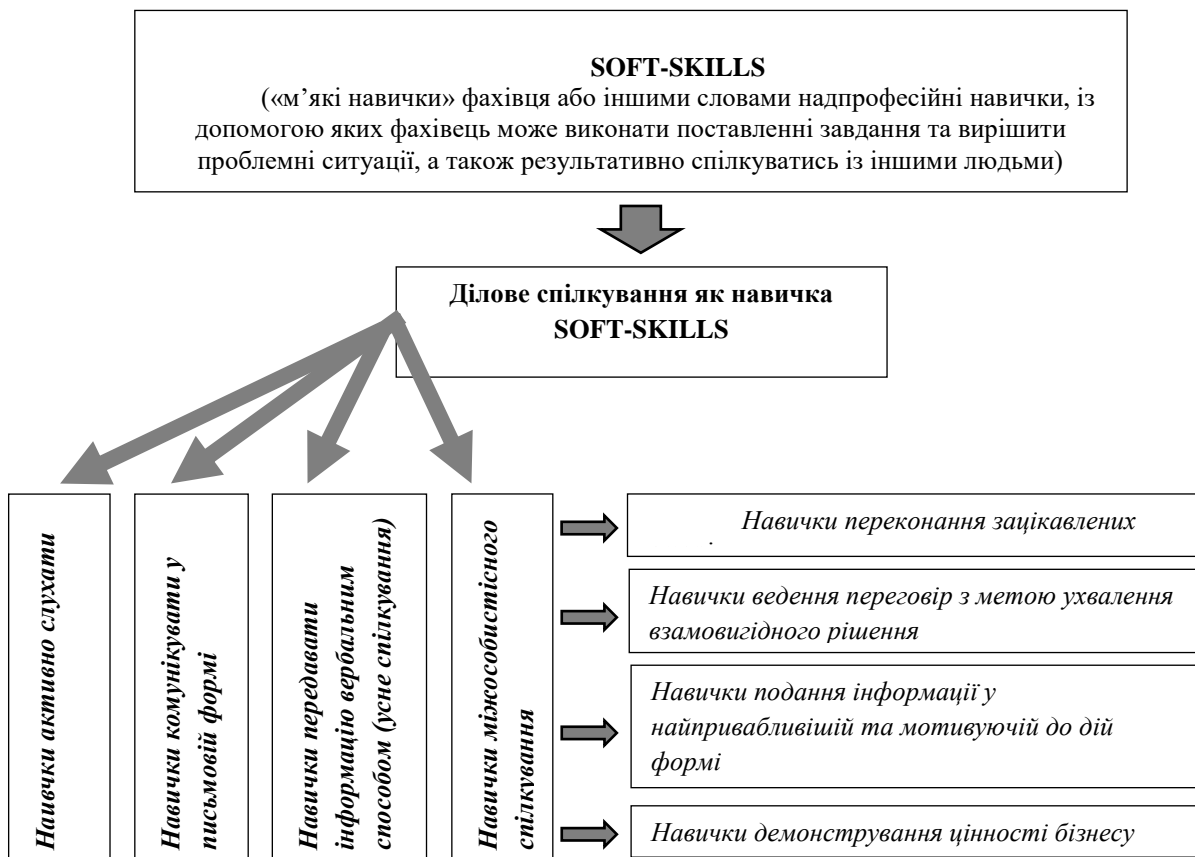 SOFT-SKILLS
(«м’які навички» фахівця або іншими словами надпрофесійні навички, із
допомогою яких фахівець може виконати поставленні завдання та вирішити
проблемні ситуації, а також результативно спілкуватись із іншими людьми)
Ділове спілкування як навичка
SOFT-SKILLS
Наивчки активно слухати
Навички комунікувати у
письмовій формі
Навички передавати
інформацію вербальним
способом (усне спілкування)
Навички міжособистісного
спілкування
Навички переконання зацікавлених
Навички ведення переговір з метою ухвалення
взамовигідного рішення
Навички подання інформації у
найпривабливішій та мотивуючій до дій
формі
Навички демонстрування цінності бізнесу